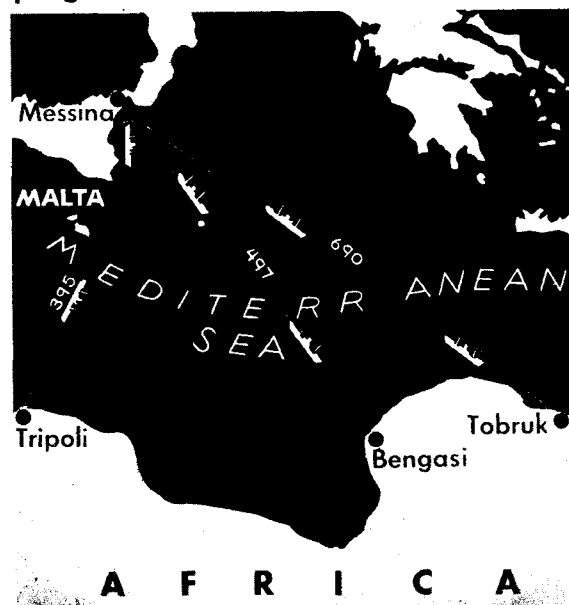 Messina
MALTA
MEDITERRANEAN
SEA
395
497
690
Tripoli
Bengasi
Tobruk
AFRICA